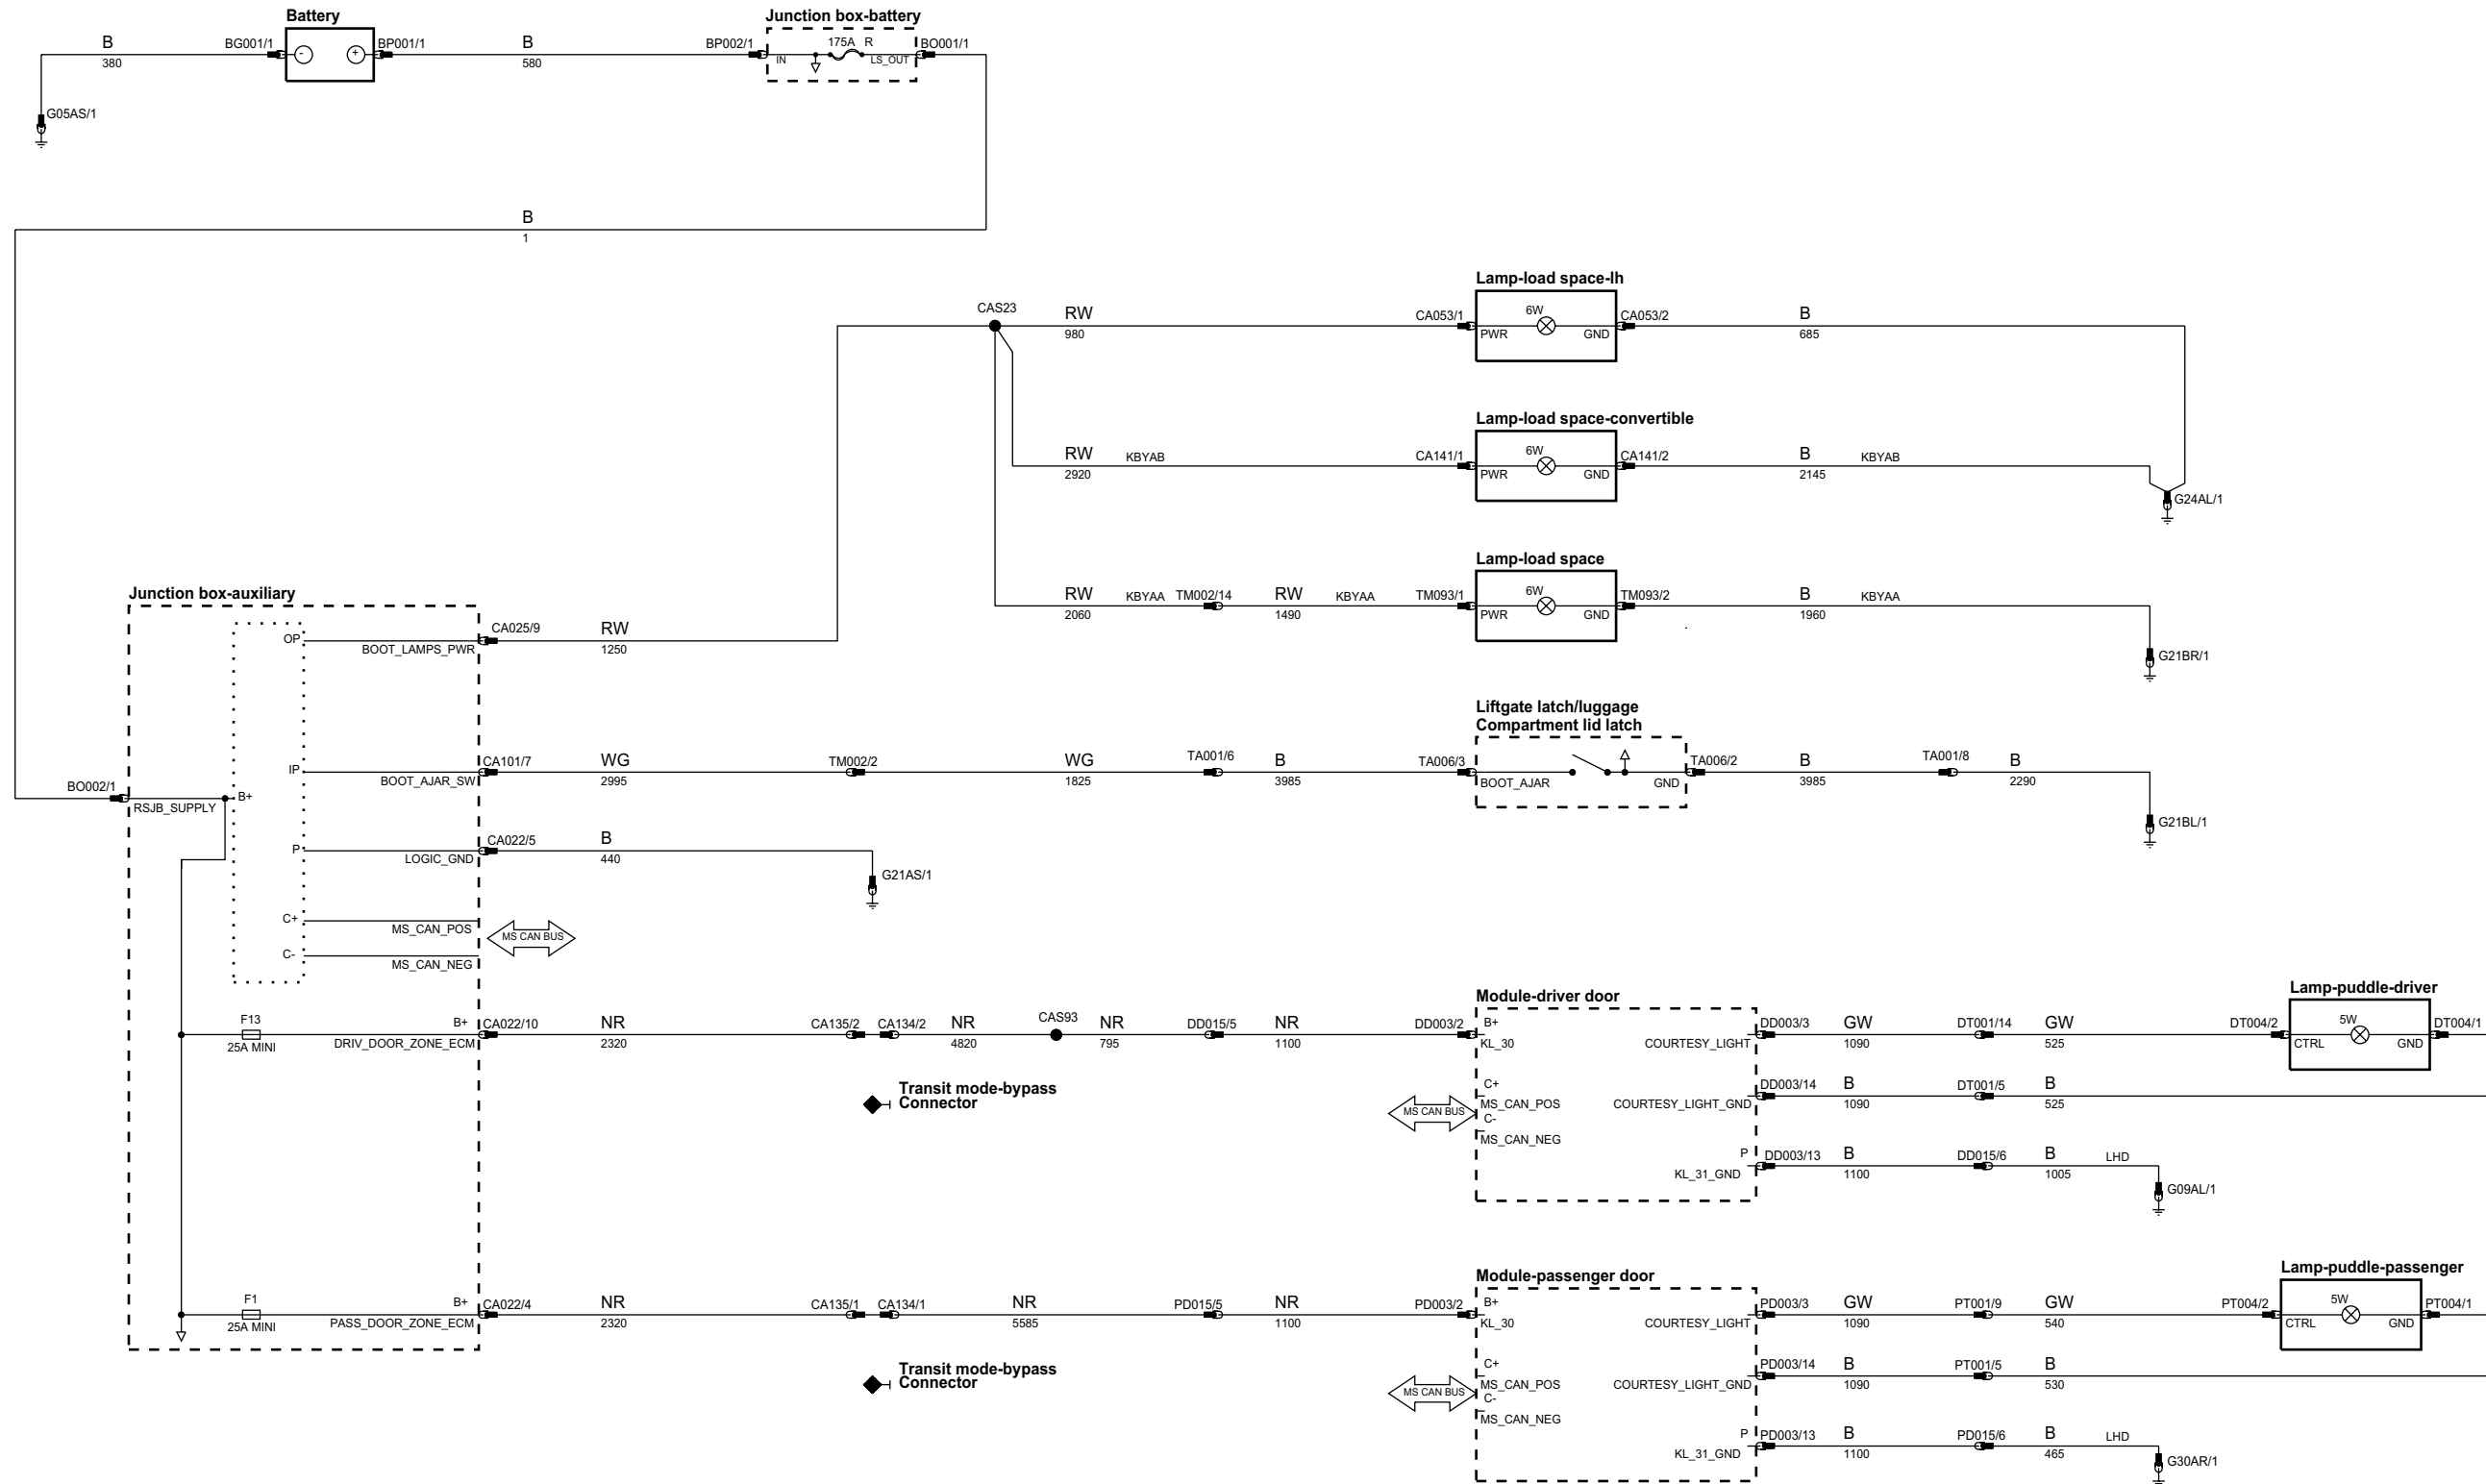 Battery
Junction box-battery
B
380
BG001/1
-
+
BP001/1
B
580
BP002/1
175A R
IN
LS_OUT
BO001/1
G05AS/1
B
1
Lamp-load space-lh
CAS23
RW
980
CA053/1
6W
PWR
GND
CA053/2
B
685
Lamp-load space-convertible
RW
2920
KBYAB
CA141/1
6W
PWR
GND
CA141/2
B
2145
KBYAB
G24AL/1
Lamp-load space
RW
2060
KBYAA
TM002/14
RW
1490
KBYAA
TM093/1
6W
PWR
GND
TM093/2
B
1960
KBYAA
G21BR/1
Junction box-auxiliary
OP
BOOT_LAMPS_PWR
CA025/9
RW
1250
Liftgate latch/luggage
Compartment lid latch
IP
BOOT_AJAR_SW
CA101/7
WG
2995
TM002/2
WG
1825
TA001/6
B
3985
TA006/3
BOOT_AJAR
GND
TA006/2
B
3985
TA001/8
B
2290
G21BL/1
BO002/1
RSJB_SUPPLY
B+
P
LOGIC_GND
CA022/5
B
440
G21AS/1
C+
MS_CAN_POS
C-
MS_CAN_NEG
MS CAN BUS
F13
25A MINI
B+
DRIV_DOOR_ZONE_ECM
CA022/10
NR
2320
CA135/2
CA134/2
NR
4820
CAS93
NR
795
DD015/5
NR
1100
DD003/2
Module-driver door
B+
KL_30
COURTESY_LIGHT
DD003/3
GW
1090
DT001/14
GW
525
DT004/2
Lamp-puddle-driver
5W
CTRL
GND
DT004/1
Transit mode-bypass
Connector
MS CAN BUS
C+
MS_CAN_POS
C-
MS_CAN_NEG
COURTESY_LIGHT_GND
DD003/14
B
1090
DT001/5
B
525
P
KL_31_GND
DD003/13
B
1100
DD015/6
B
1005
LHD
G09AL/1
F1
25A MINI
B+
PASS_DOOR_ZONE_ECM
CA022/4
NR
2320
CA135/1
CA134/1
NR
5585
PD015/5
NR
1100
PD003/2
Module-passenger door
B+
KL_30
COURTESY_LIGHT
PD003/3
GW
1090
PT001/9
GW
540
PT004/2
Lamp-puddle-passenger
5W
CTRL
GND
PT004/1
Transit mode-bypass
Connector
MS CAN BUS
C+
MS_CAN_POS
C-
MS_CAN_NEG
COURTESY_LIGHT_GND
PD003/14
B
1090
PT001/5
B
530
P
KL_31_GND
PD003/13
B
1100
PD015/6
B
465
LHD
G30AR/1